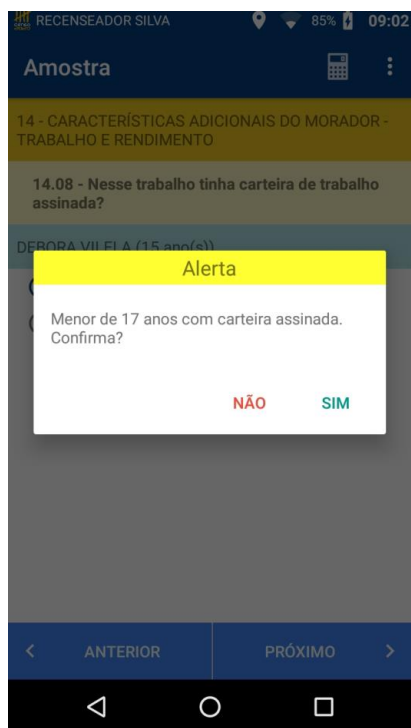 RECENSEADOR SILVA 85% 09:02
Amostra
14 - CARACTERÍSTICAS ADICIONAIS DO MORADOR -
TRABALHO E RENDIMENTO
14.08 - Nesse trabalho tinha carteira de trabalho
assinada?
DEBORA VILELA (15 ano(s))
Alerta
Menor de 17 anos com carteira assinada.
Confirma?
NÃO SIM
ANTERIOR PRÓXIMO